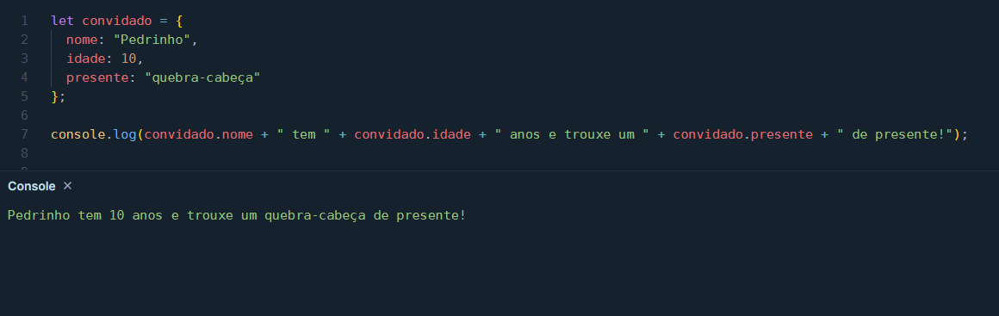 1 let convidado = {
2 nome: "Pedrinho",
3 idade: 10,
4 presente: "quebra-cabeça"
5 };
6
7 console.log(convidado.nome + " tem " + convidado.idade + " anos e trouxe um " + convidado.presente + " de presente!");
8
Console ✕
Pedrinho tem 10 anos e trouxe um quebra-cabeça de presente!